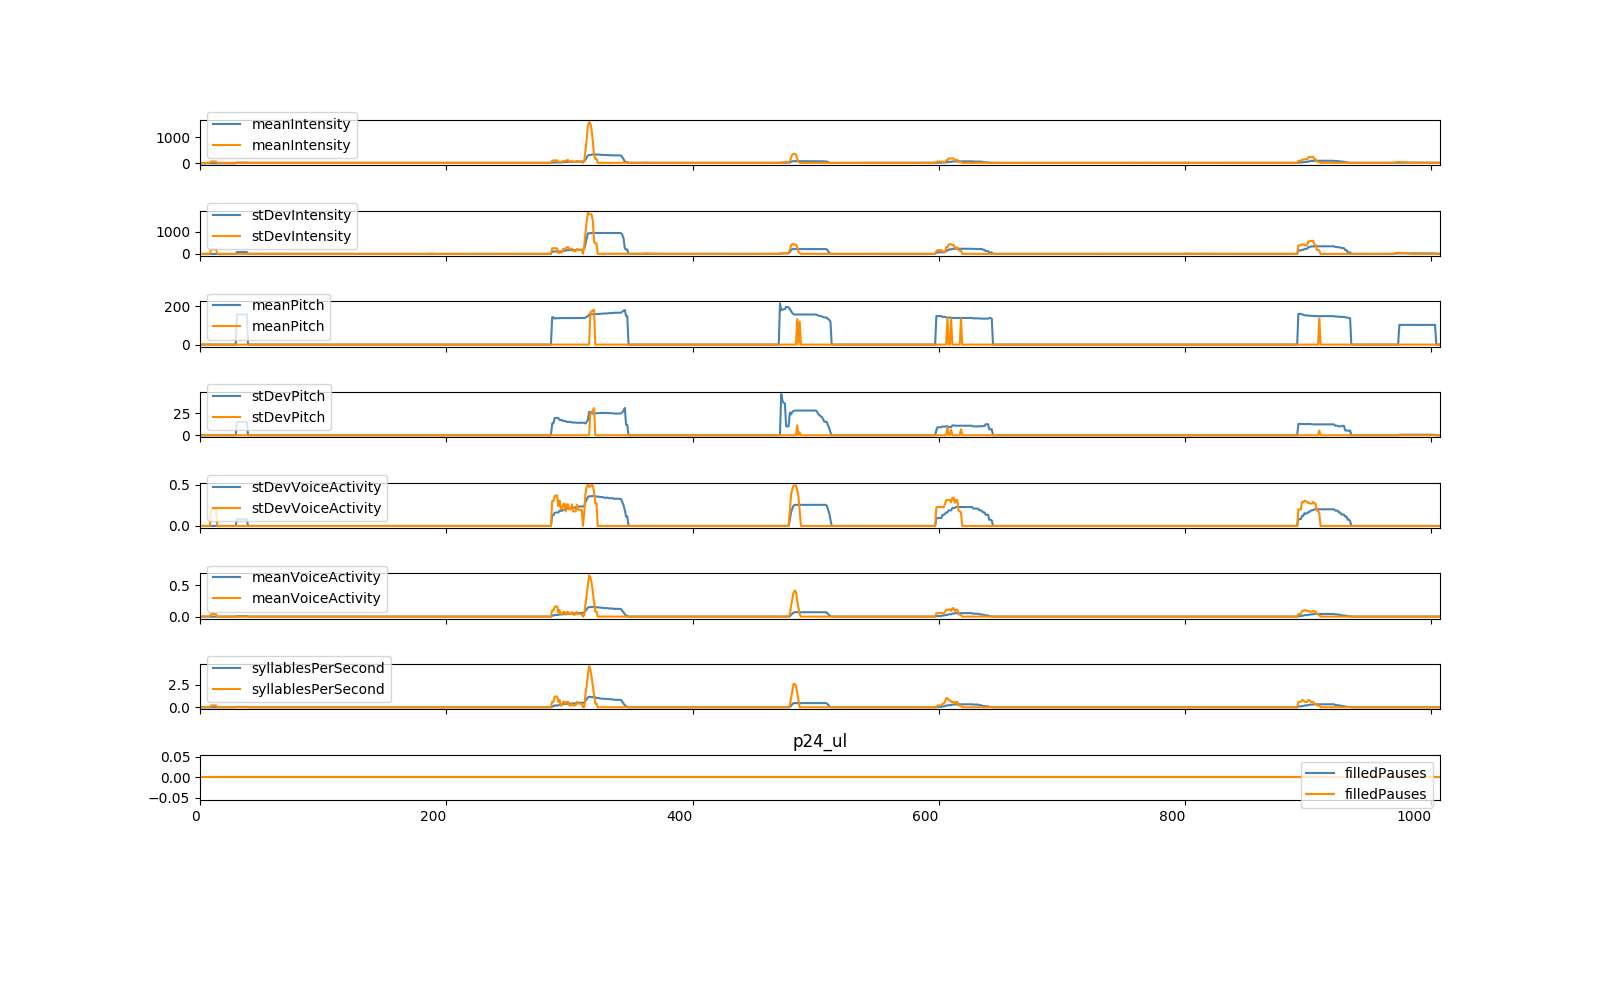 meanIntensity
meanIntensity
1000
0
stDevIntensity
stDevIntensity
1000
0
meanPitch
meanPitch
200
0
stDevPitch
stDevPitch
25
0
stDevVoiceActivity
stDevVoiceActivity
0.5
0.0
meanVoiceActivity
meanVoiceActivity
0.5
0.0
syllablesPerSecond
syllablesPerSecond
2.5
0.0
p24_ul
0.05
0.00
−0.05
filledPauses
filledPauses
0 200 400 600 800 1000